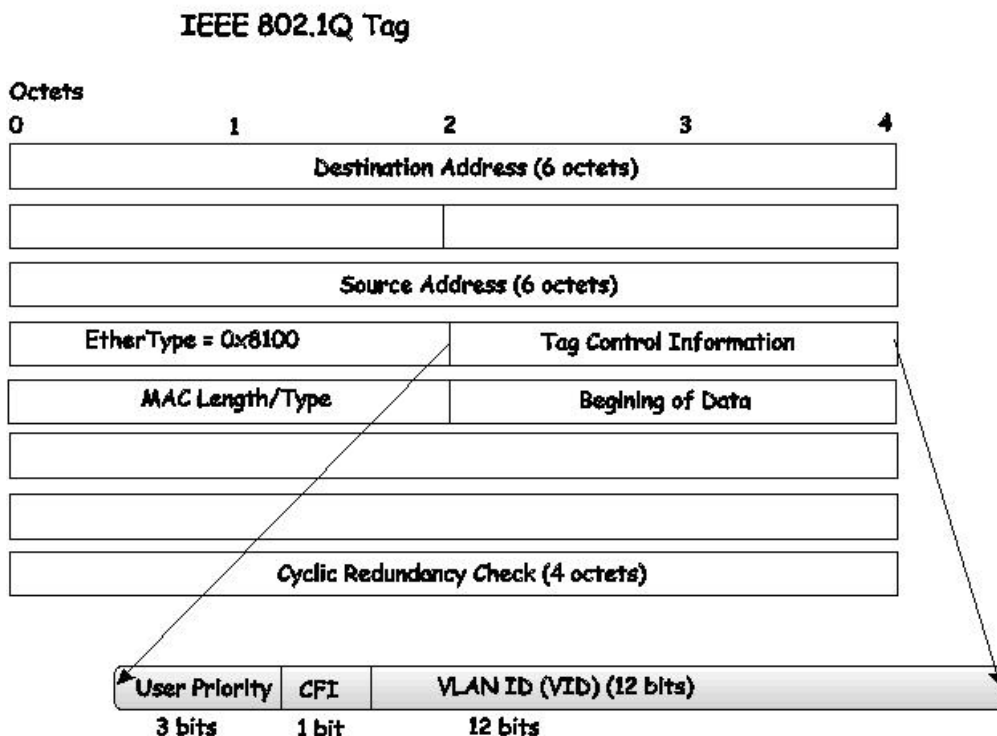 IEEE 802.1Q Tag
Octets
0 1 2 3 4
Destination Address (6 octets)
Source Address (6 octets)
EtherType = 0x8100 Tag Control Information
MAC Length/Type Begining of Data
Cyclic Redundancy Check (4 octets)
User Priority CFI VLAN ID (VID) (12 bits)
3 bits 1 bit 12 bits